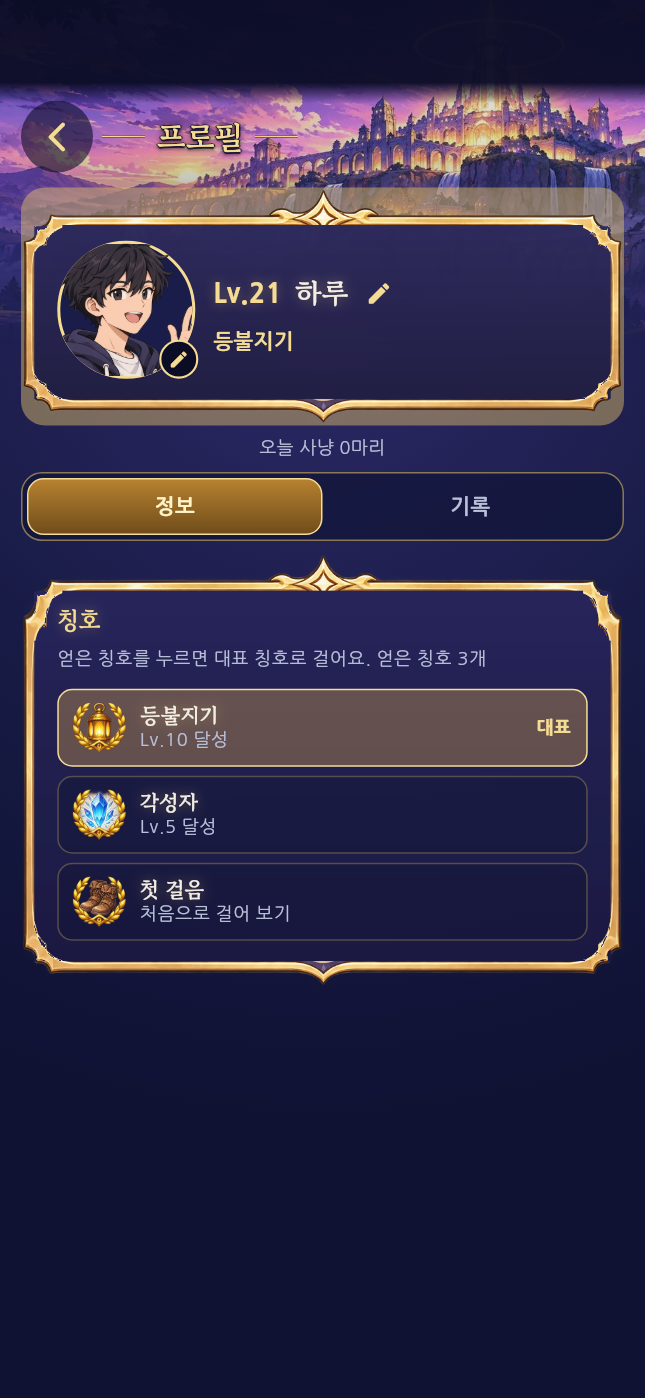 프로필
Lv.21 하루
등불지기
오늘 사냥 0마리
정보
기록
칭호
얻은 칭호를 누르면 대표 칭호로 걸어요. 얻은 칭호 3개
등불지기
Lv.10 달성
대표
각성자
Lv.5 달성
첫 걸음
처음으로 걸어 보기